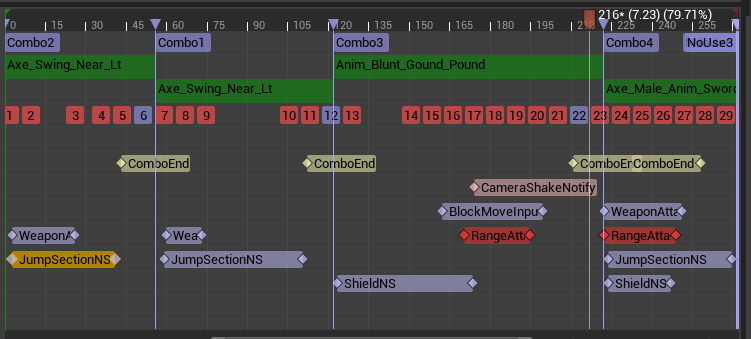 216* (7.23) (79.71%)
0 15 30 45 60 75 90 105 120 135 150 165 180 195 225 240 255
Combo2 Combo1 Combo3 Combo4 NoUse3
Axe_Swing_Near_Lt Anim_Blunt_Gound_Pound
Axe_Swing_Near_Lt Axe_Male_Anim_Sword
1 2 3 4 5 6 7 8 9 10 11 12 13 14 15 16 17 18 19 20 21 22 23 24 25 26 27 28 29
ComboEnd ComboEnd ComboEn ComboEnd
CameraShakeNotify
BlockMoveInpu WeaponAtta
WeaponA Wea RangeAtta RangeAtta
JumpSectionNS JumpSectionNS JumpSectionNS
ShieldNS ShieldNS